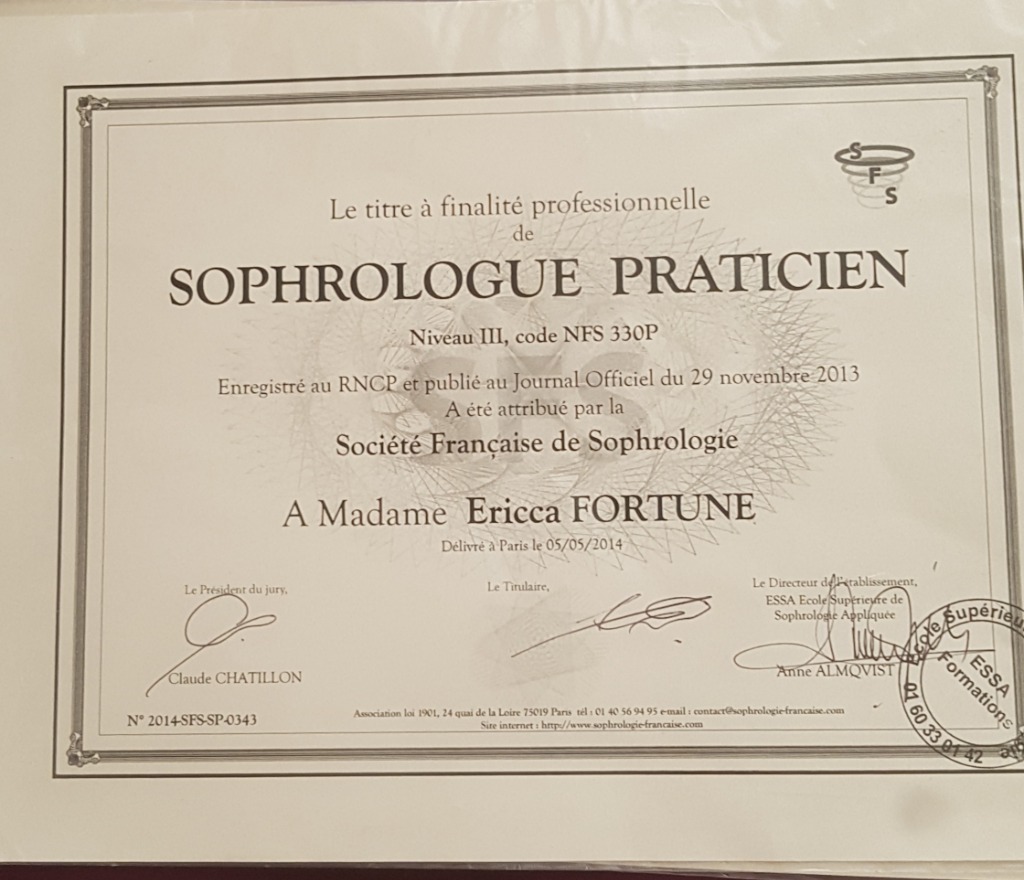 SFS
Le titre à finalité professionnelle
de
SOPHROLOGUE PRATICIEN
Niveau III, code NFS 330P
Enregistré au RNCP et publié au Journal Officiel du 29 novembre 2013
A été attribué par la
Société Française de Sophrologie
A Madame Ericca FORTUNE
Délivré à Paris le 05/05/2014
Le Président du jury,
Claude CHATILLON
Le Titulaire,
Le Directeur de l'établissement,
ESSA Ecole Supérieure de
Sophrologie Appliquée
Anne ALMQVIST
N° 2014-SFS-SP-0343
Association loi 1901, 24 quai de la Loire 75019 Paris tél : 01 40 56 94 95 e-mail : contact@sophrologie-francaise.com
Site internet : http://www.sophrologie-francaise.com
Ecole
ESSA
Formations
60 33 01 42